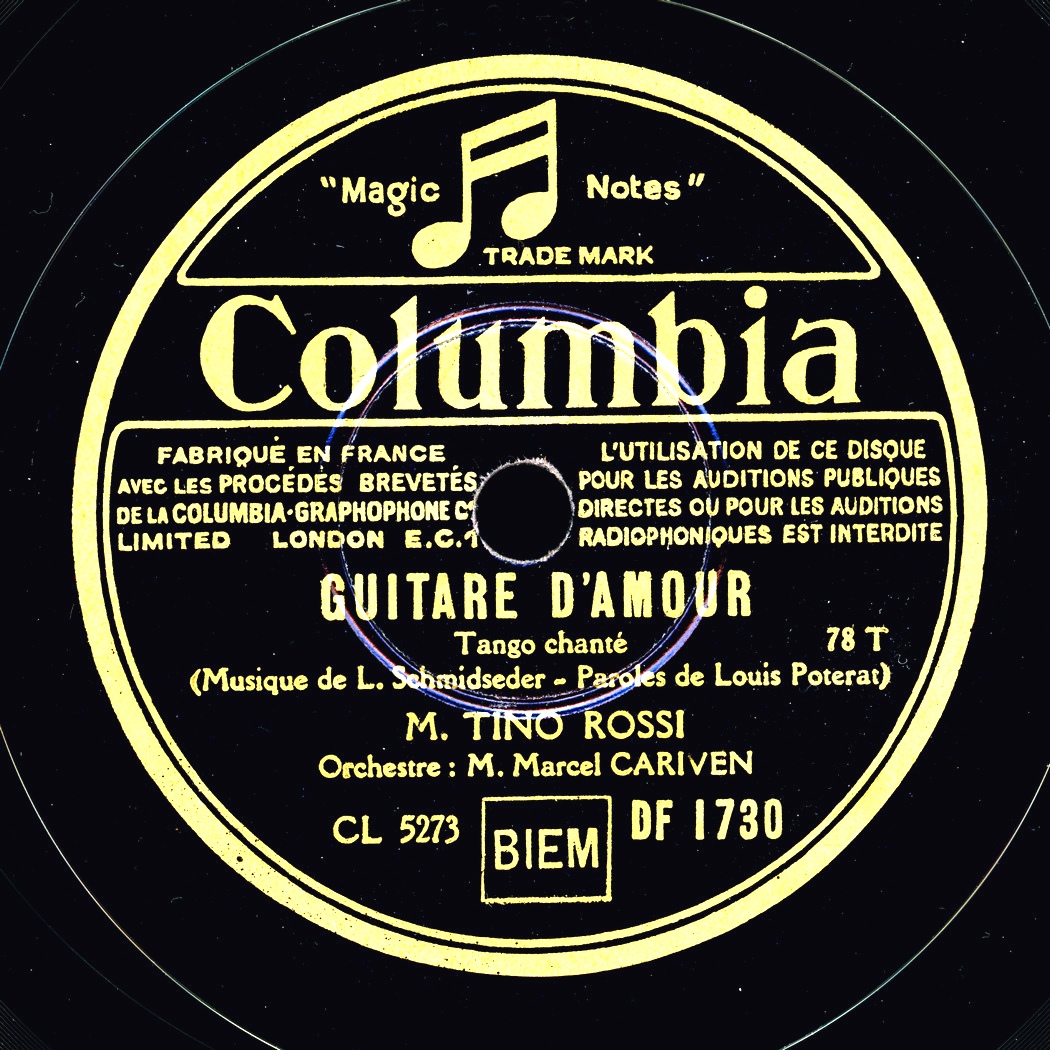 "Magic Notes"
TRADE MARK
Columbia
FABRIQUÉ EN FRANCE
AVEC LES PROCÉDÉS BREVETÉS
DE LA COLUMBIA·GRAPHOPHONE Cº
LIMITED LONDON E.C.1
L'UTILISATION DE CE DISQUE
POUR LES AUDITIONS PUBLIQUES
DIRECTES OU POUR LES AUDITIONS
RADIOPHONIQUES EST INTERDITE
GUITARE D'AMOUR
Tango chanté
78 T
(Musique de L. Schmidseder - Paroles de Louis Poterat)
M. TINO ROSSI
Orchestre : M. Marcel CARIVEN
CL 5273
BIEM
DF 1730